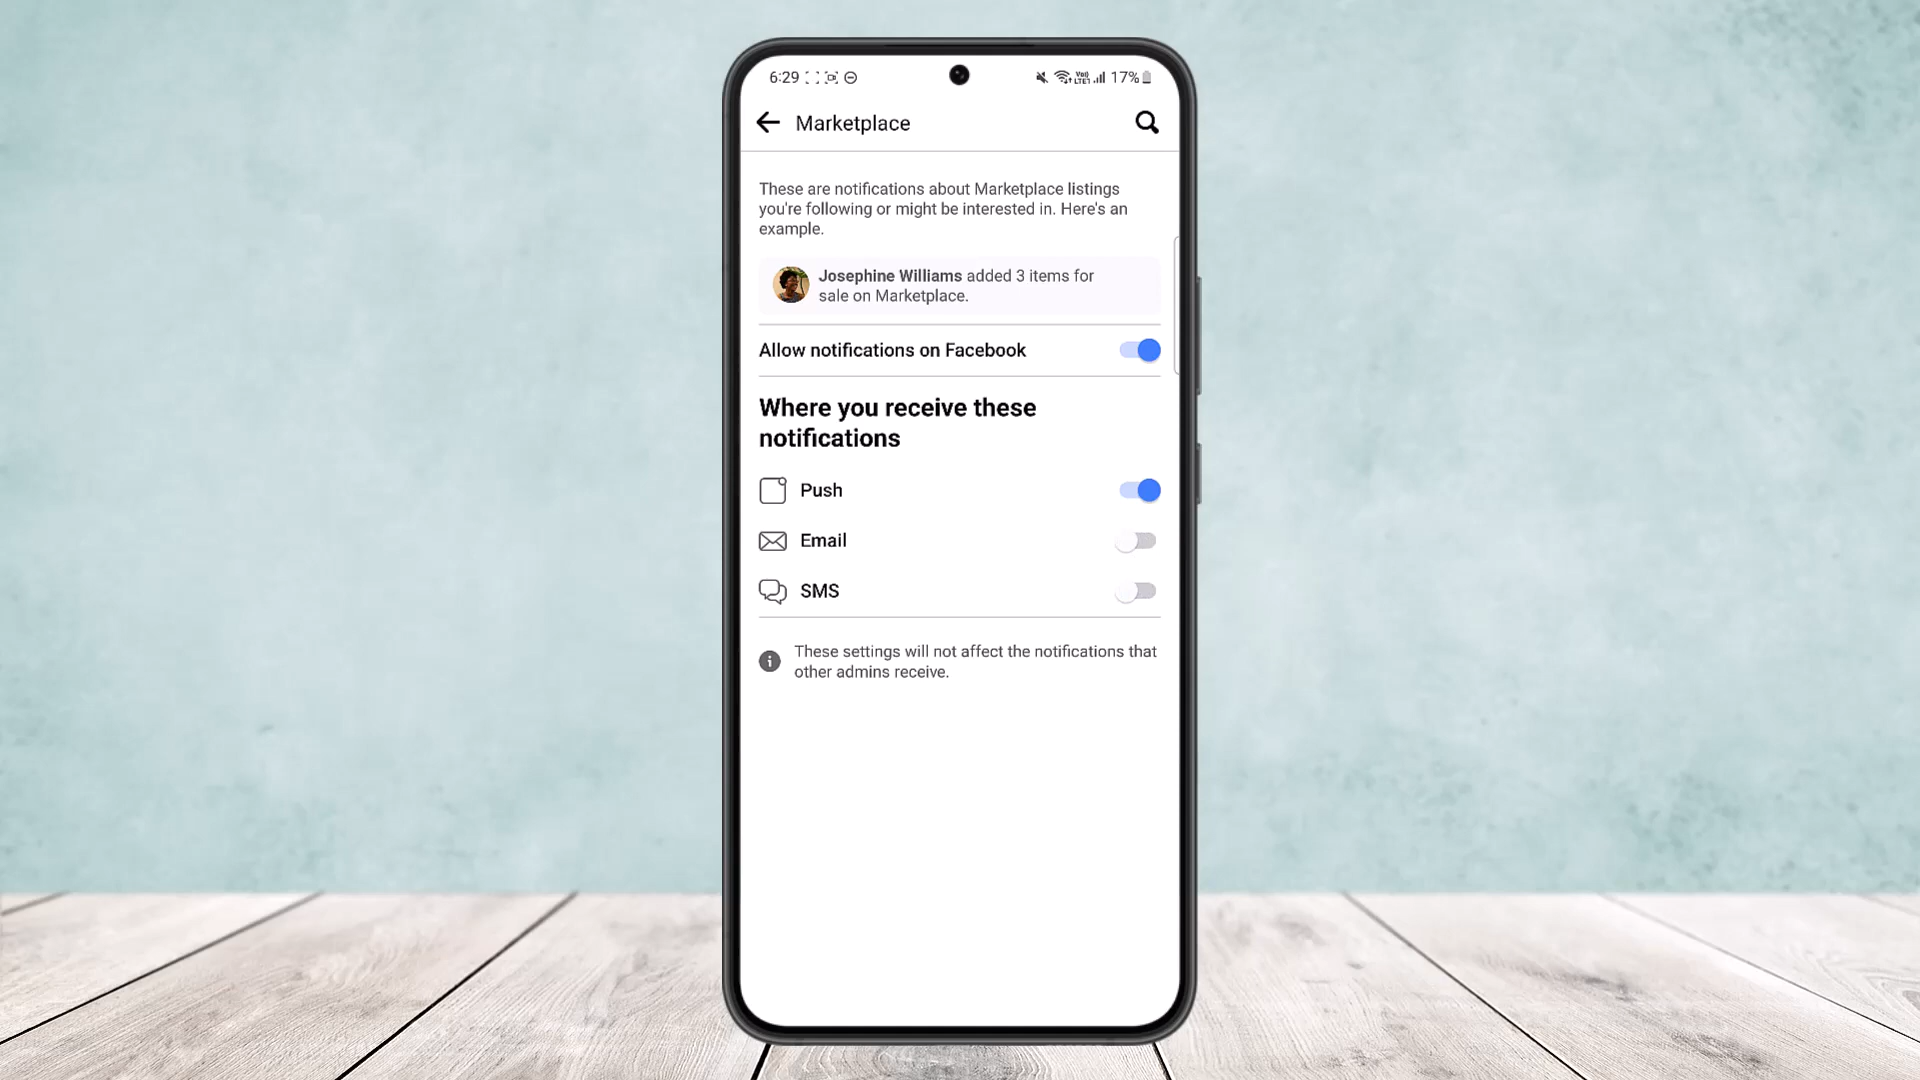 6:29 17%
Marketplace
These are notifications about Marketplace listings
you're following or might be interested in. Here's an
example.
Josephine Williams added 3 items for
sale on Marketplace.
Allow notifications on Facebook
Where you receive these
notifications
Push
Email
SMS
These settings will not affect the notifications that
other admins receive.